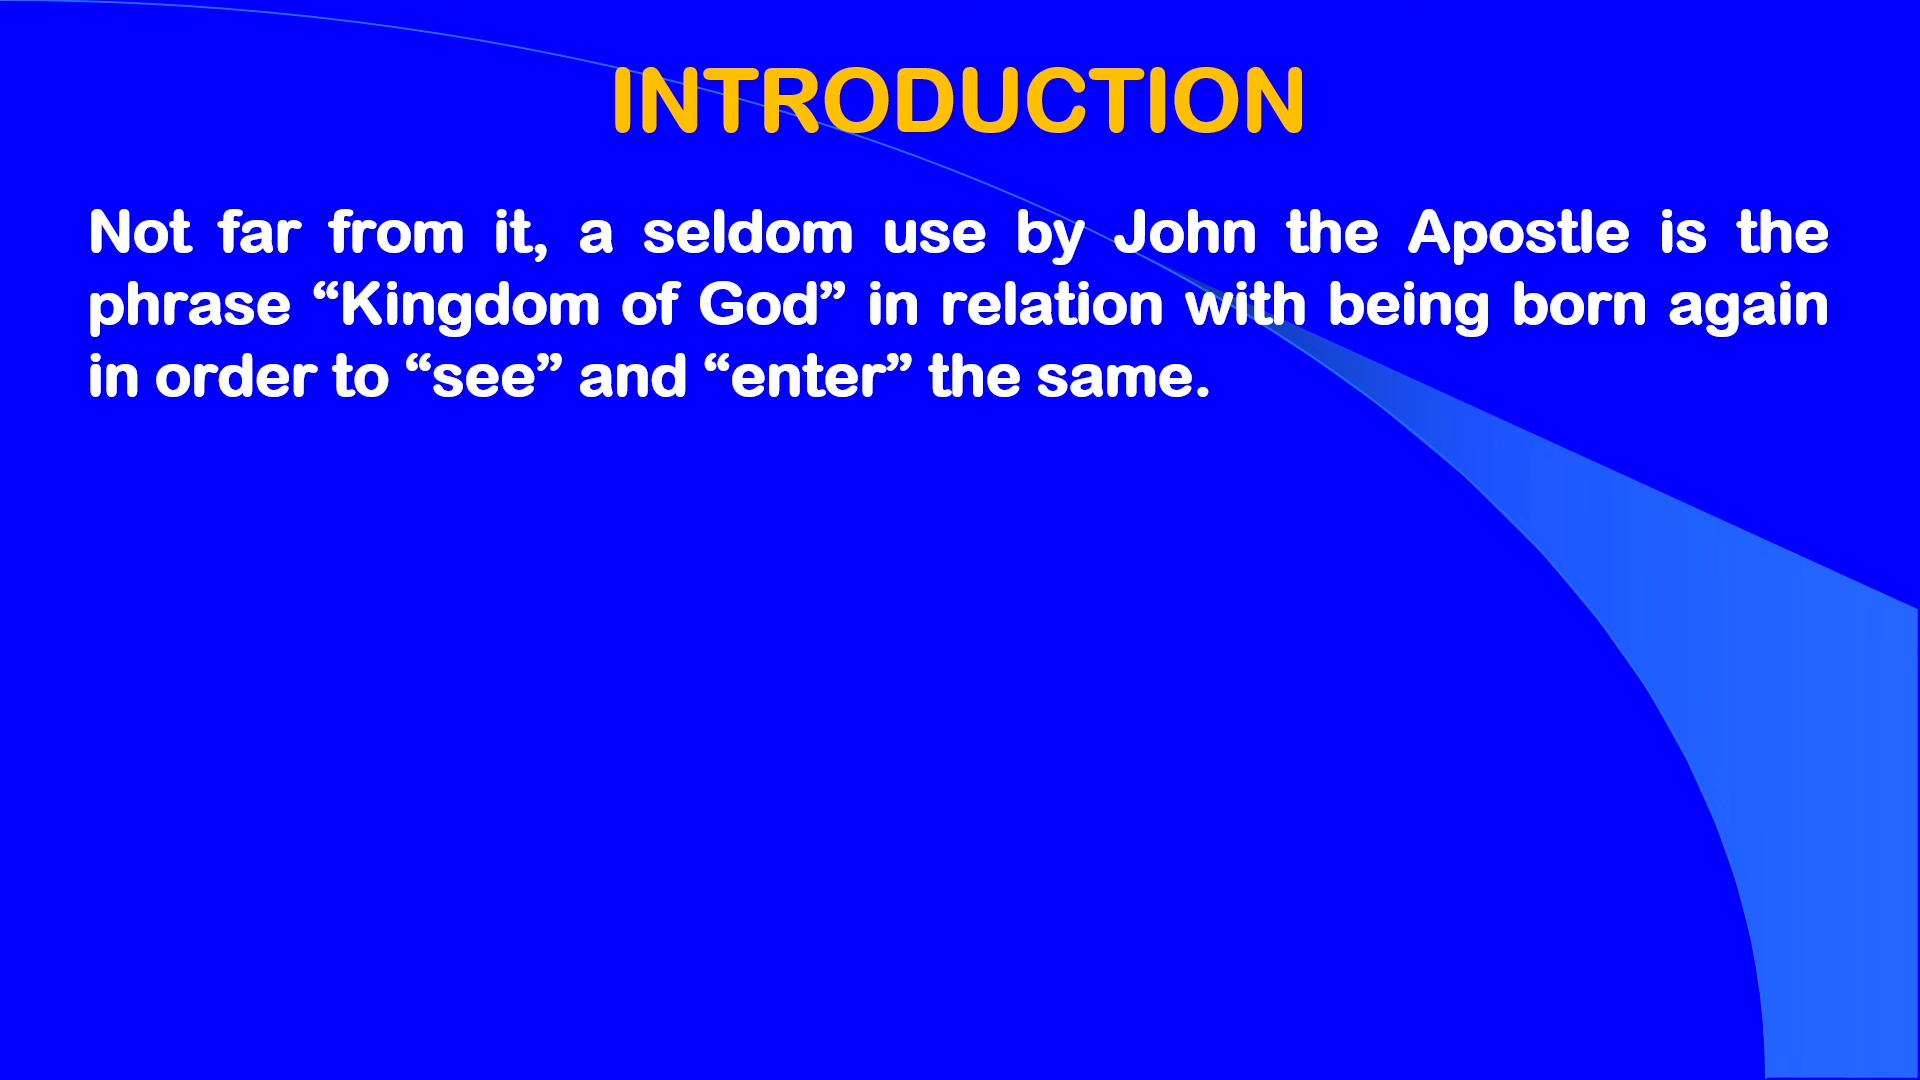 INTRODUCTION
Not far from it, a seldom use by John the Apostle is the
phrase “Kingdom of God” in relation with being born again
in order to “see” and “enter” the same.